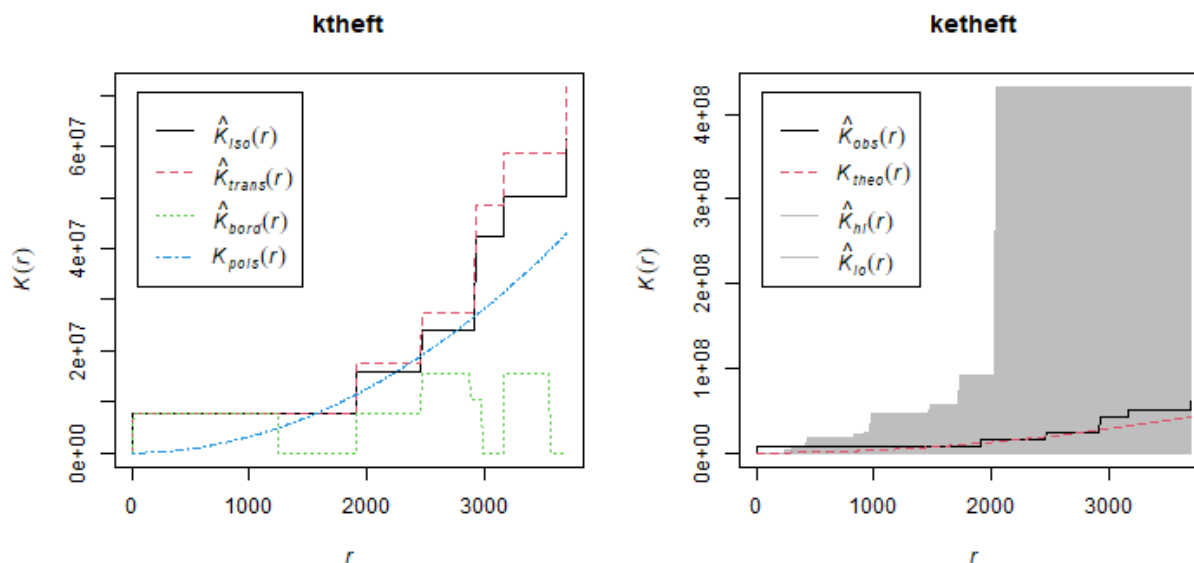 ktheft
K̂iso(r)
K̂trans(r)
K̂bord(r)
Kpois(r)
K(r)
0e+00 2e+07 4e+07 6e+07
0 1000 2000 3000
r
ketheft
K̂obs(r)
Ktheo(r)
K̂hi(r)
K̂lo(r)
K(r)
0e+00 1e+08 2e+08 3e+08 4e+08
0 1000 2000 3000
r